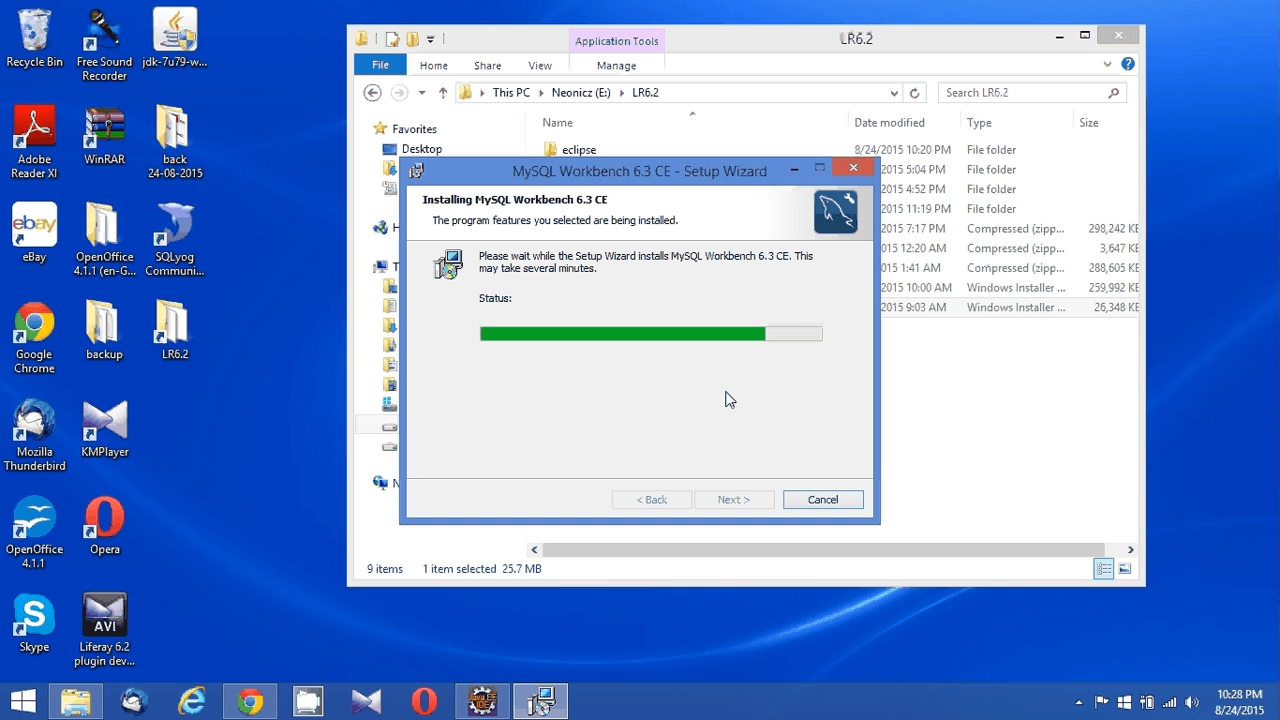 Recycle Bin
Free Sound Recorder
jdk-7u79-w...
Adobe Reader XI
WinRAR
back 24-08-2015
ebay
eBay
OpenOffice 4.1.1 (en-G...
SQLyog Communi...
Google Chrome
backup
LR6.2
Mozilla Thunderbird
KMPlayer
OpenOffice 4.1.1
Opera
Skype
AVI
Liferay 6.2 plugin dev...
Application Tools
LR6.2
File
Home
Share
View
Manage
This PC
Neonicz (E:)
LR6.2
Search LR6.2
Favorites
Desktop
Name
Date modified
Type
Size
eclipse
8/24/2015 10:20 PM
File folder
2015 5:04 PM
File folder
2015 4:52 PM
File folder
2015 11:19 PM
File folder
2015 7:17 PM
Compressed (zipp...
298,242 KB
2015 12:20 AM
Compressed (zipp...
3,647 KB
2015 1:41 AM
Compressed (zipp...
288,605 KB
2015 10:00 AM
Windows Installer ...
259,992 KB
2015 9:03 AM
Windows Installer ...
26,348 KB
MySQL Workbench 6.3 CE - Setup Wizard
Installing MySQL Workbench 6.3 CE
The program features you selected are being installed.
Please wait while the Setup Wizard installs MySQL Workbench 6.3 CE. This
may take several minutes.
Status:
< Back
Next >
Cancel
9 items
1 item selected
25.7 MB
Java EE
IDE
10:28 PM
8/24/2015